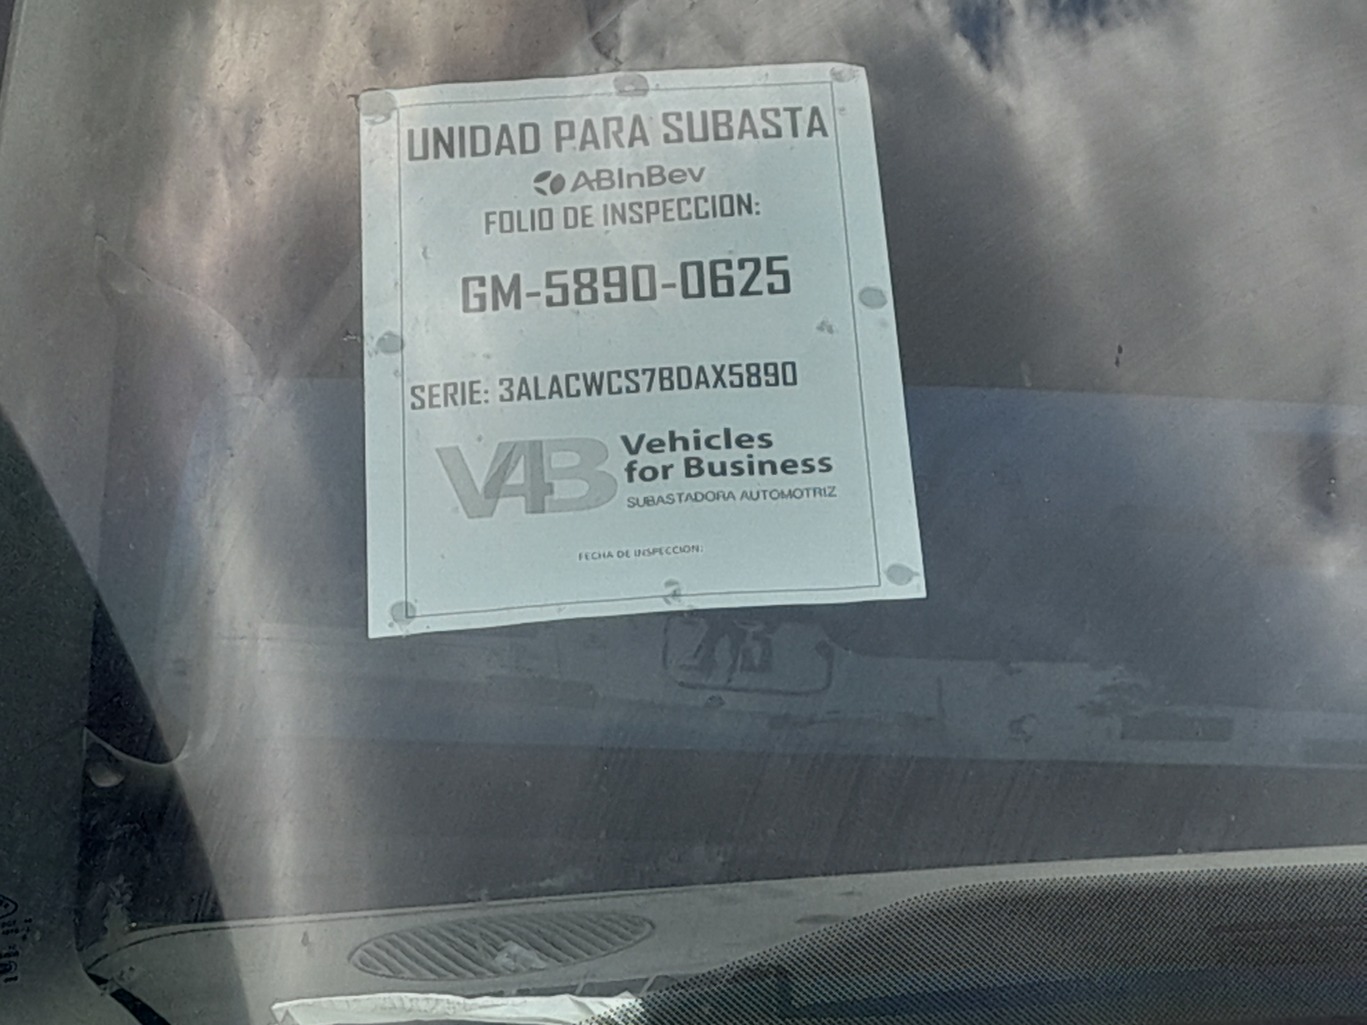 UNIDAD PARA SUBASTA
ABInBev
FOLIO DE INSPECCION:
GM-5890-0625
SERIE: 3ALACWCS7BDAX5890
V4B Vehicles
for Business
SUBASTADORA AUTOMOTRIZ
FECHA DE INSPECCION: